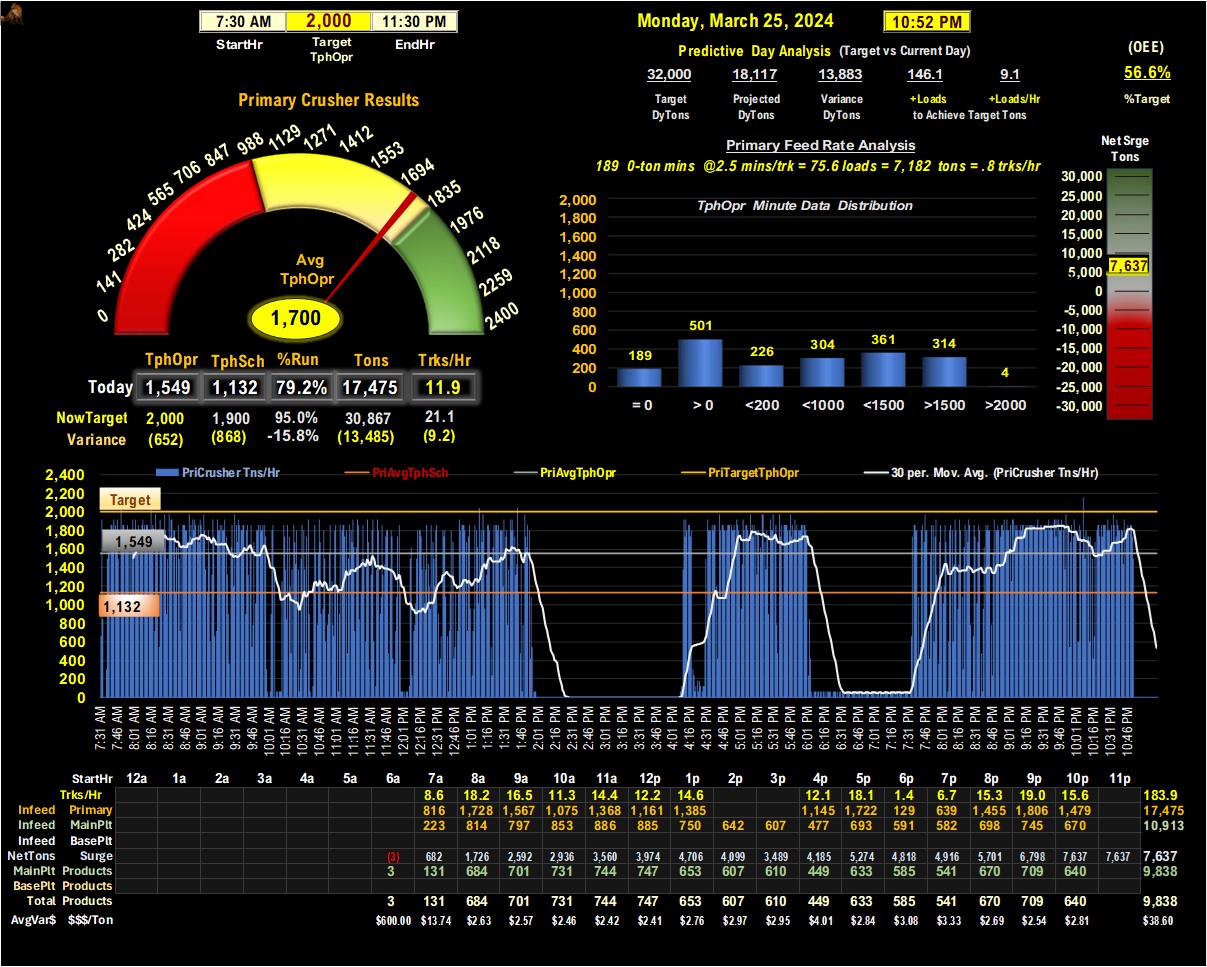 7:30 AM 2,000 11:30 PM
StartHr Target TphOpr EndHr
Monday, March 25, 2024 10:52 PM
Predictive Day Analysis (Target vs Current Day)
32,000 18,117 13,883 146.1 9.1
Target DyTons Projected DyTons Variance DyTons +Loads +Loads/Hr
to Achieve Target Tons
(OEE)
56.6%
%Target
Primary Crusher Results
0 141 282 424 565 706 847 988 1129 1271 1412 1553 1694 1835 1976 2118 2259 2400
Avg
TphOpr
1,700
TphOpr TphSch %Run Tons Trks/Hr
Today 1,549 1,132 79.2% 17,475 11.9
NowTarget 2,000 1,900 95.0% 30,867 21.1
Variance (652) (868) -15.8% (13,485) (9.2)
Primary Feed Rate Analysis
189 0-ton mins @2.5 mins/trk = 75.6 loads = 7,182 tons = .8 trks/hr
TphOpr Minute Data Distribution
2,000
1,800
1,600
1,400
1,200
1,000
800
600
400
200
0
189 501 226 304 361 314 4
= 0 > 0 <200 <1000 <1500 >1500 >2000
Net Srge
Tons
30,000
25,000
20,000
15,000
10,000
7,637
5,000
0
-5,000
-10,000
-15,000
-20,000
-25,000
-30,000
PriCrusher Tns/Hr PriAvgTphSch PriAvgTphOpr PriTargetTphOpr 30 per. Mov. Avg. (PriCrusher Tns/Hr)
2,400
2,200
2,000
1,800
1,600
1,400
1,200
1,000
800
600
400
200
0
Target
1,549
1,132
7:31 AM 7:46 AM 8:01 AM 8:16 AM 8:31 AM 8:46 AM 9:01 AM 9:16 AM 9:31 AM 9:46 AM 10:01 AM 10:16 AM 10:31 AM 10:46 AM 11:01 AM 11:16 AM 11:31 AM 11:46 AM 12:01 PM 12:16 PM 12:31 PM 12:46 PM 1:01 PM 1:16 PM 1:31 PM 1:46 PM 2:01 PM 2:16 PM 2:31 PM 2:46 PM 3:01 PM 3:16 PM 3:31 PM 3:46 PM 4:01 PM 4:16 PM 4:31 PM 4:46 PM 5:01 PM 5:16 PM 5:31 PM 5:46 PM 6:01 PM 6:16 PM 6:31 PM 6:46 PM 7:01 PM 7:16 PM 7:31 PM 7:46 PM 8:01 PM 8:16 PM 8:31 PM 8:46 PM 9:01 PM 9:16 PM 9:31 PM 9:46 PM 10:01 PM 10:16 PM 10:31 PM 10:46 PM
StartHr 12a 1a 2a 3a 4a 5a 6a 7a 8a 9a 10a 11a 12p 1p 2p 3p 4p 5p 6p 7p 8p 9p 10p 11p
Trks/Hr 8.6 18.2 16.5 11.3 14.4 12.2 14.6 12.1 18.1 1.4 6.7 15.3 19.0 15.6 183.9
Infeed Primary 816 1,728 1,567 1,075 1,368 1,161 1,385 1,145 1,722 129 639 1,455 1,806 1,479 17,475
Infeed MainPlt 223 814 797 853 886 885 750 642 607 477 693 591 582 698 745 670 10,913
Infeed BasePlt
NetTons Surge (3) 682 1,726 2,592 2,936 3,560 3,974 4,706 4,099 3,489 4,185 5,274 4,818 4,916 5,701 6,798 7,637 7,637 7,637
MainPlt Products 3 131 684 701 731 744 747 653 607 610 449 633 585 541 670 709 640 9,838
BasePlt Products
Total Products 3 131 684 701 731 744 747 653 607 610 449 633 585 541 670 709 640 9,838
AvgVar$ $$$/Ton $600.00 $13.74 $2.63 $2.57 $2.46 $2.42 $2.41 $2.76 $2.97 $2.95 $4.01 $2.84 $3.08 $3.33 $2.69 $2.54 $2.81 $38.60